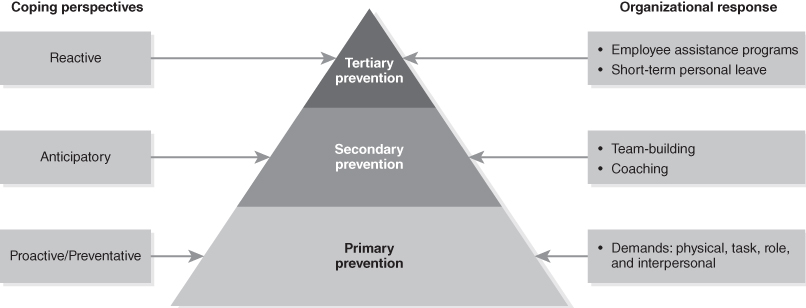 Coping perspectives
Organizational response
Reactive
Tertiary
prevention
• Employee assistance programs
• Short-term personal leave
Anticipatory
Secondary
prevention
• Team-building
• Coaching
Proactive/Preventative
Primary
prevention
• Demands: physical, task, role,
and interpersonal